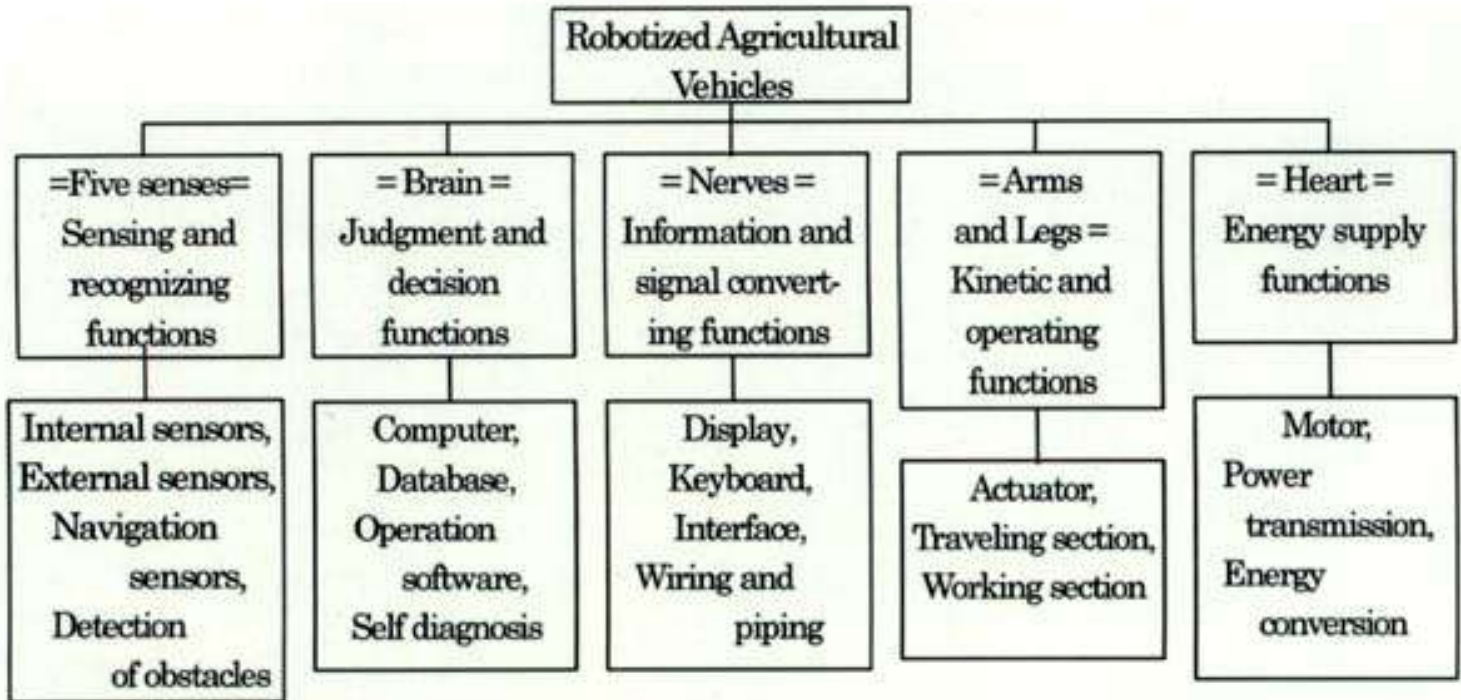 Robotized Agricultural
Vehicles
=Five senses=
Sensing and
recognizing
functions
= Brain =
Judgment and
decision
functions
= Nerves =
Information and
signal convert-
ing functions
= Arms
and Legs =
Kinetic and
operating
functions
= Heart =
Energy supply
functions
Internal sensors,
External sensors,
Navigation
sensors,
Detection
of obstacles
Computer,
Database,
Operation
software,
Self diagnosis
Display,
Keyboard,
Interface,
Wiring and
piping
Actuator,
Traveling section,
Working section
Motor,
Power
transmission,
Energy
conversion